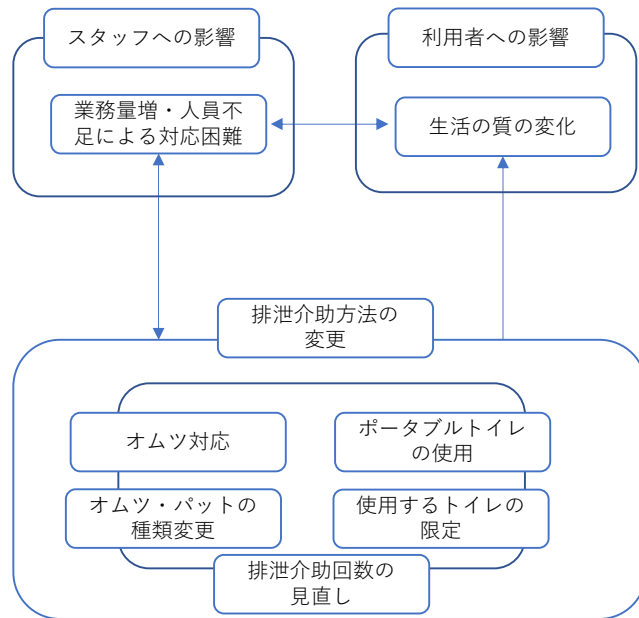 スタッフへの影響
利用者への影響
業務量増・人員不
足による対応困難
生活の質の変化
排泄介助方法の
変更
オムツ対応
ポータブルトイレ
の使用
オムツ・パットの
種類変更
使用するトイレの
限定
排泄介助回数の
見直し